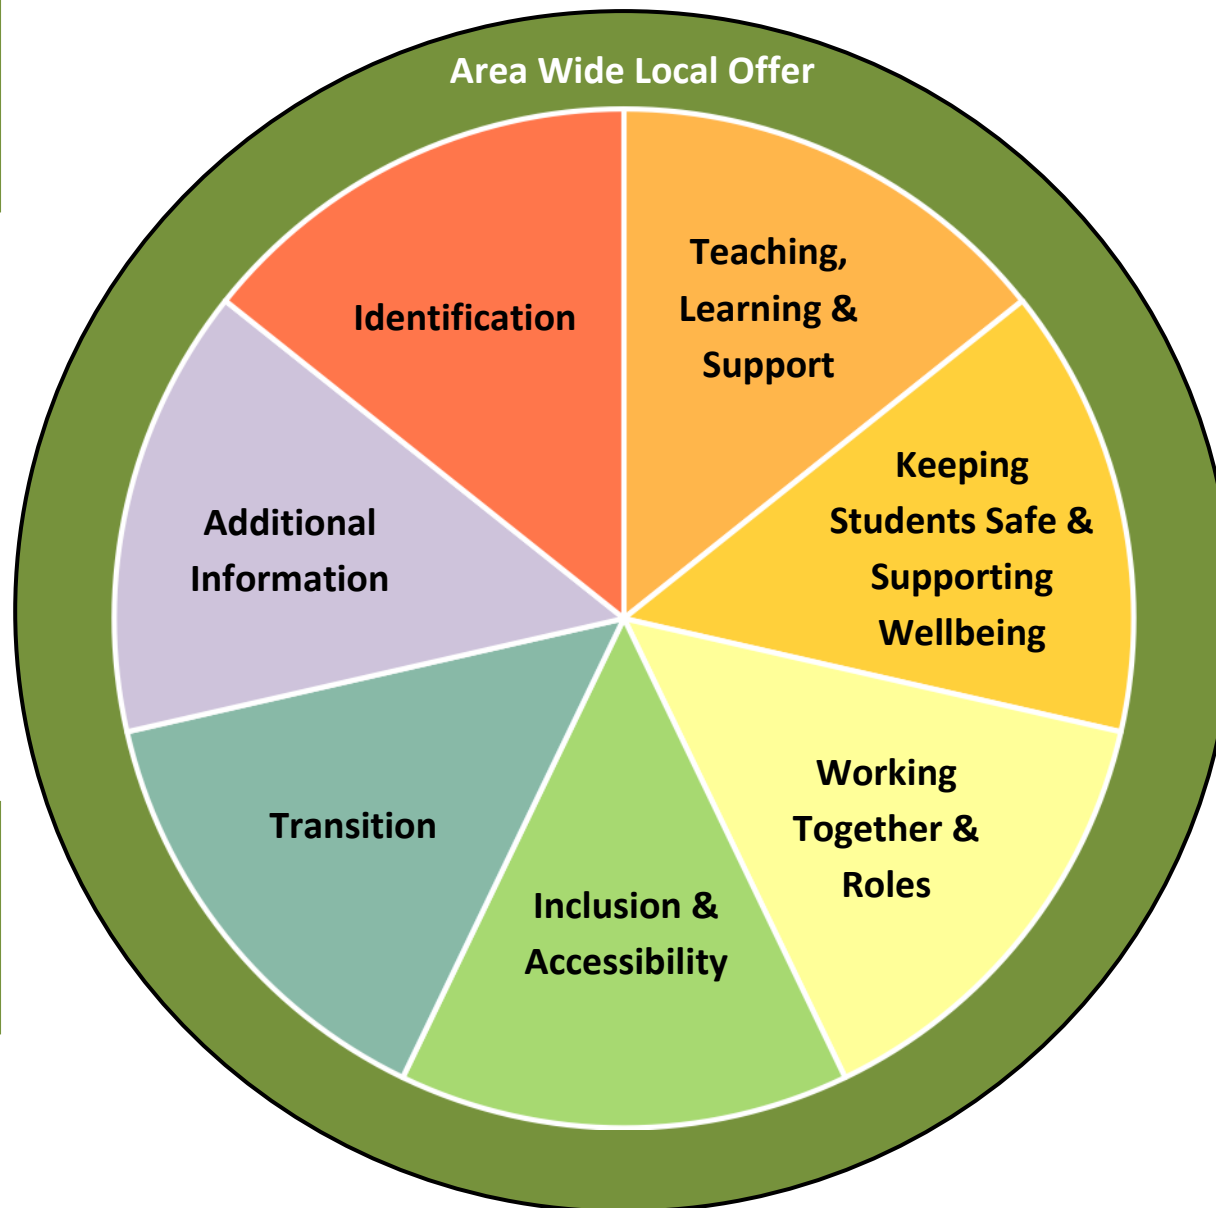 Area Wide Local Offer
Identification
Teaching,
Learning &
Support
Keeping
Students Safe &
Supporting
Wellbeing
Working
Together &
Roles
Inclusion &
Accessibility
Transition
Additional
Information